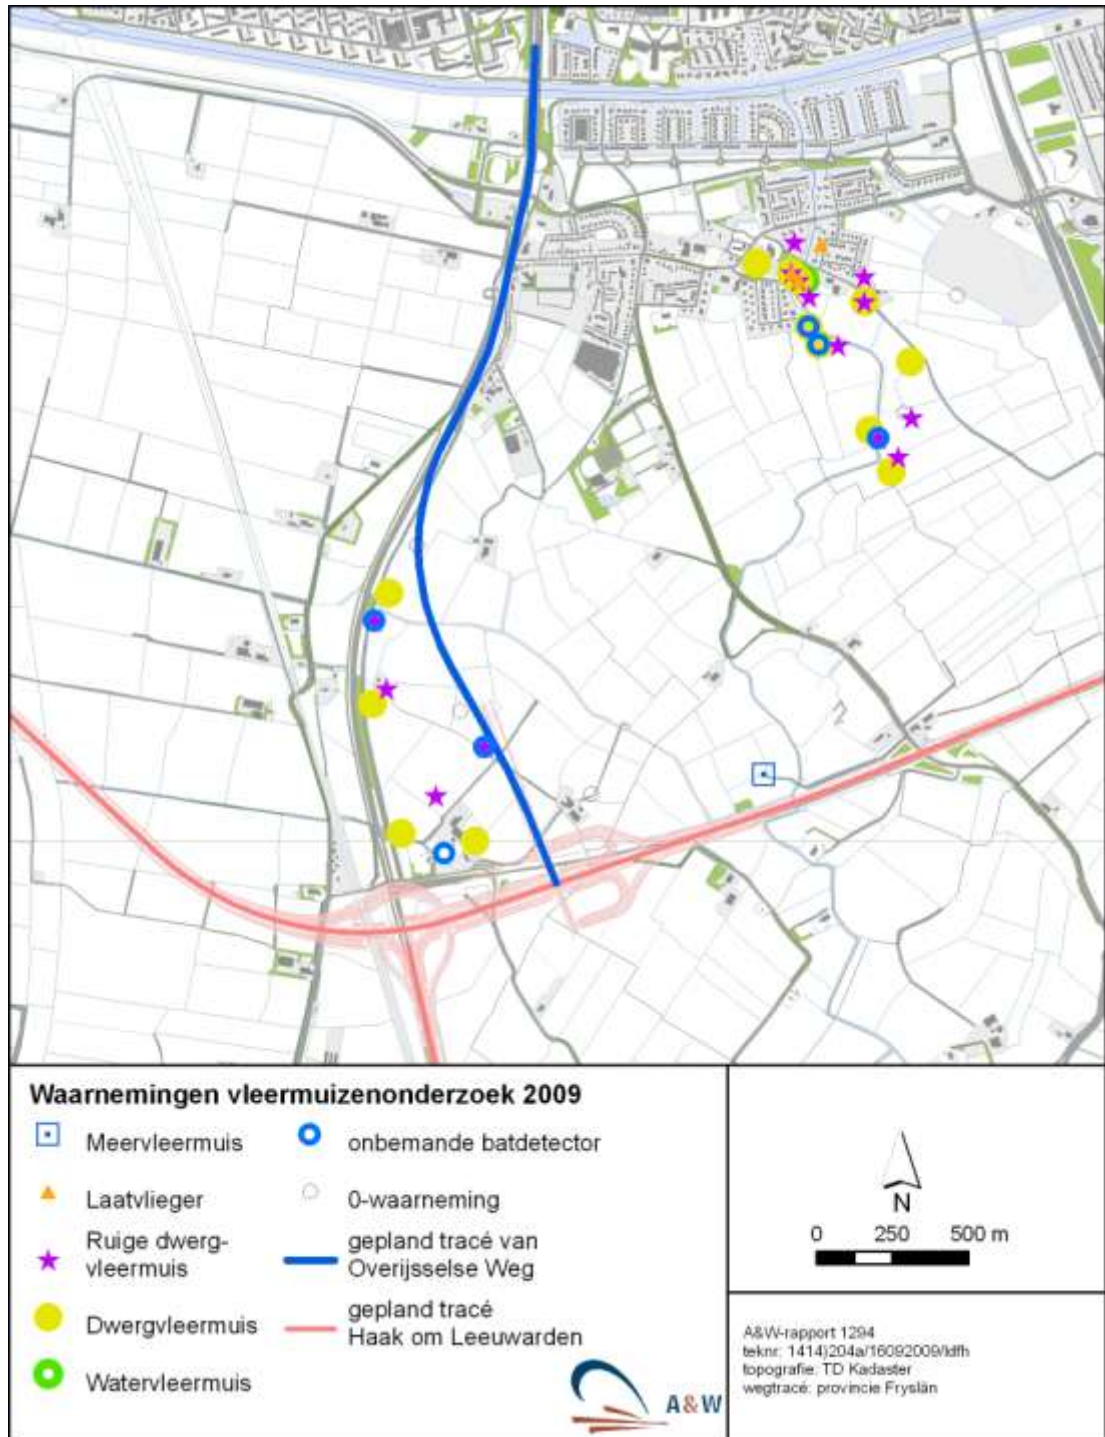 Waarnemingen vleermuizenonderzoek 2009
Meervleermuis
Laatvlieger
Ruige dwerg-
vleermuis
Dwergvleermuis
Watervleermuis
onbemande batdetector
0-waarneming
gepland tracé van
Overijsselse Weg
gepland tracé
Haak om Leeuwarden
A&W
N
0 250 500 m
A&W-rapport 1294
teknr: 1414)204a/16092009/ldfh
topografie: TD Kadaster
wegtracé: provincie Fryslân